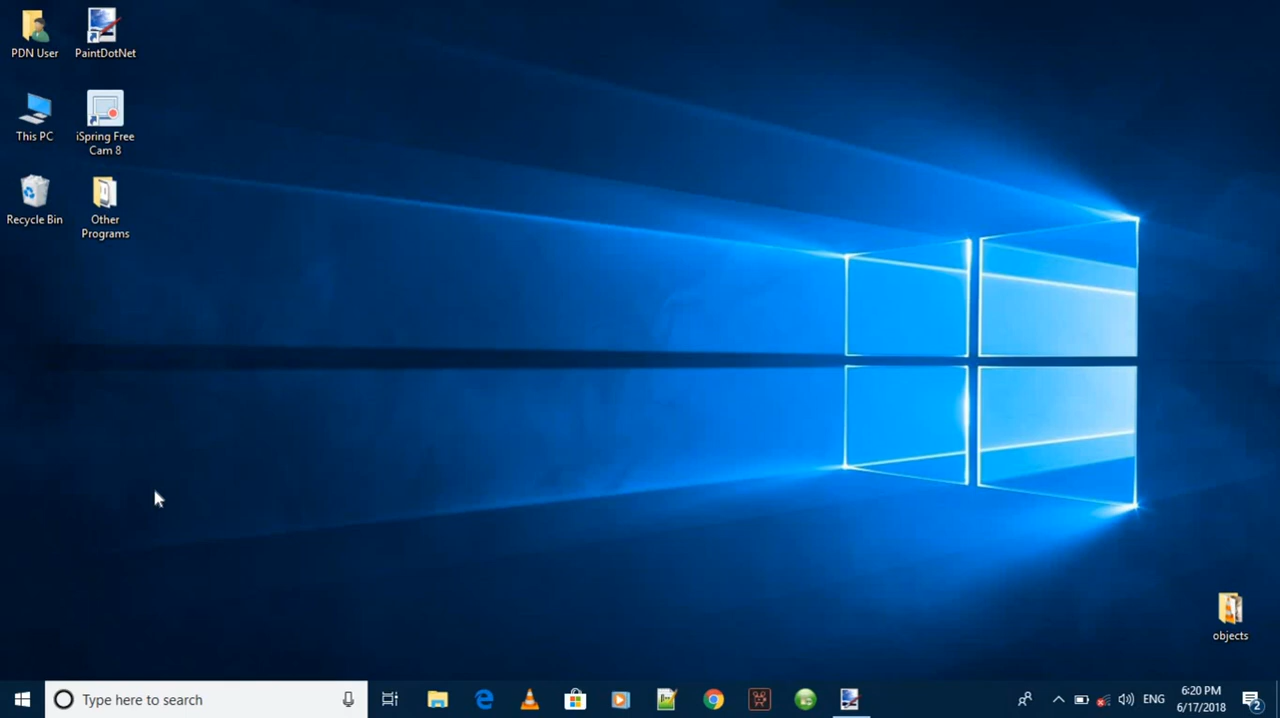 PDN User
PaintDotNet
This PC
iSpring Free
Cam 8
Recycle Bin
Other
Programs
objects
Type here to search
ENG
6:20 PM
6/17/2018
2